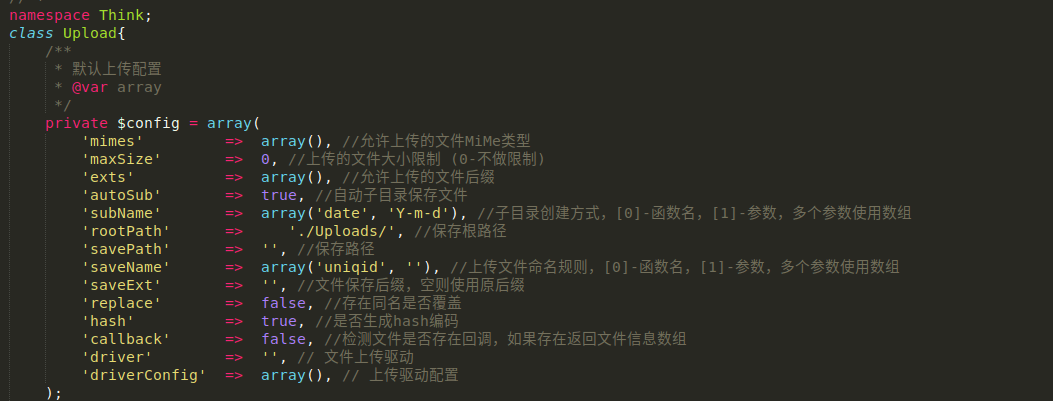 namespace Think;
class Upload{
/**
* 默认上传配置
* @var array
*/
private $config = array(
'mimes' => array(), //允许上传的文件MiMe类型
'maxSize' => 0, //上传的文件大小限制 (0-不做限制)
'exts' => array(), //允许上传的文件后缀
'autoSub' => true, //自动子目录保存文件
'subName' => array('date', 'Y-m-d'), //子目录创建方式，[0]-函数名，[1]-参数，多个参数使用数组
'rootPath' => './Uploads/', //保存根路径
'savePath' => '', //保存路径
'saveName' => array('uniqid', ''), //上传文件命名规则，[0]-函数名，[1]-参数，多个参数使用数组
'saveExt' => '', //文件保存后缀，空则使用原后缀
'replace' => false, //存在同名是否覆盖
'hash' => true, //是否生成hash编码
'callback' => false, //检测文件是否存在回调，如果存在返回文件信息数组
'driver' => '', // 文件上传驱动
'driverConfig' => array(), // 上传驱动配置
);